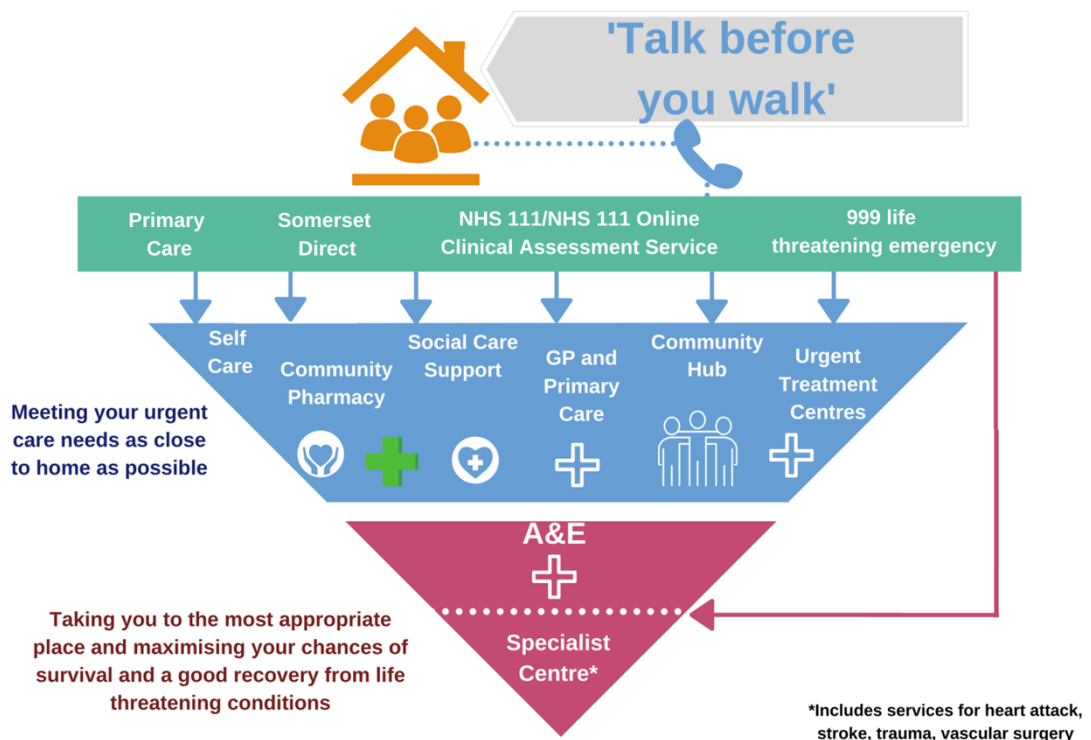 'Talk before
you walk'
Primary
Care
Somerset
Direct
NHS 111/NHS 111 Online
Clinical Assessment Service
999 life
threatening emergency
Self
Care
Community
Pharmacy
Social Care
Support
GP and
Primary
Care
Community
Hub
Urgent
Treatment
Centres
Meeting your urgent
care needs as close
to home as possible
A&E
Specialist
Centre*
Taking you to the most appropriate
place and maximising your chances of
survival and a good recovery from life
threatening conditions
*Includes services for heart attack,
stroke, trauma, vascular surgery